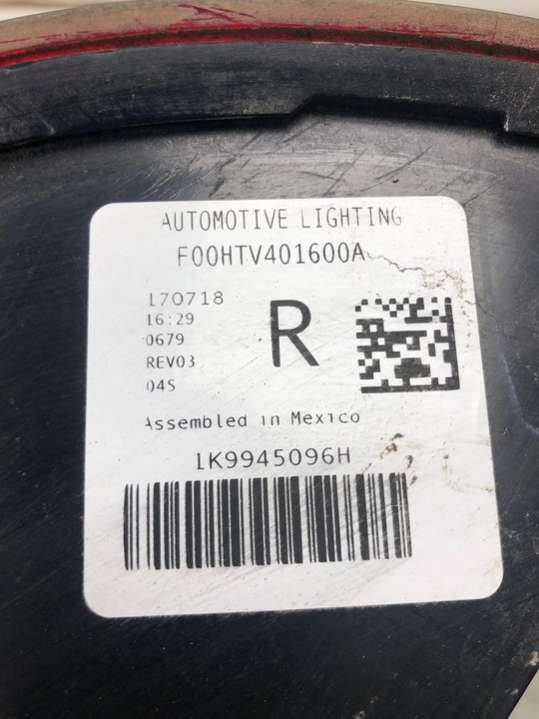 AUTOMOTIVE LIGHTING
F00HTV401600A
170718
16:29
0679
REV03
04S
R
Assembled in Mexico
1K9945096H